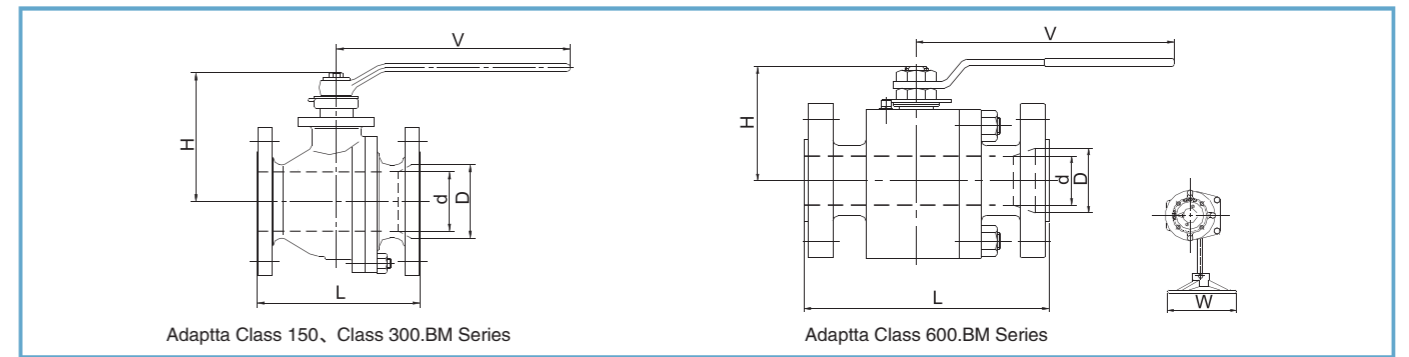 V
H
d
D
L
Adaptta Class 150、Class 300.BM Series
V
H
d
D
L
W
Adaptta Class 600.BM Series